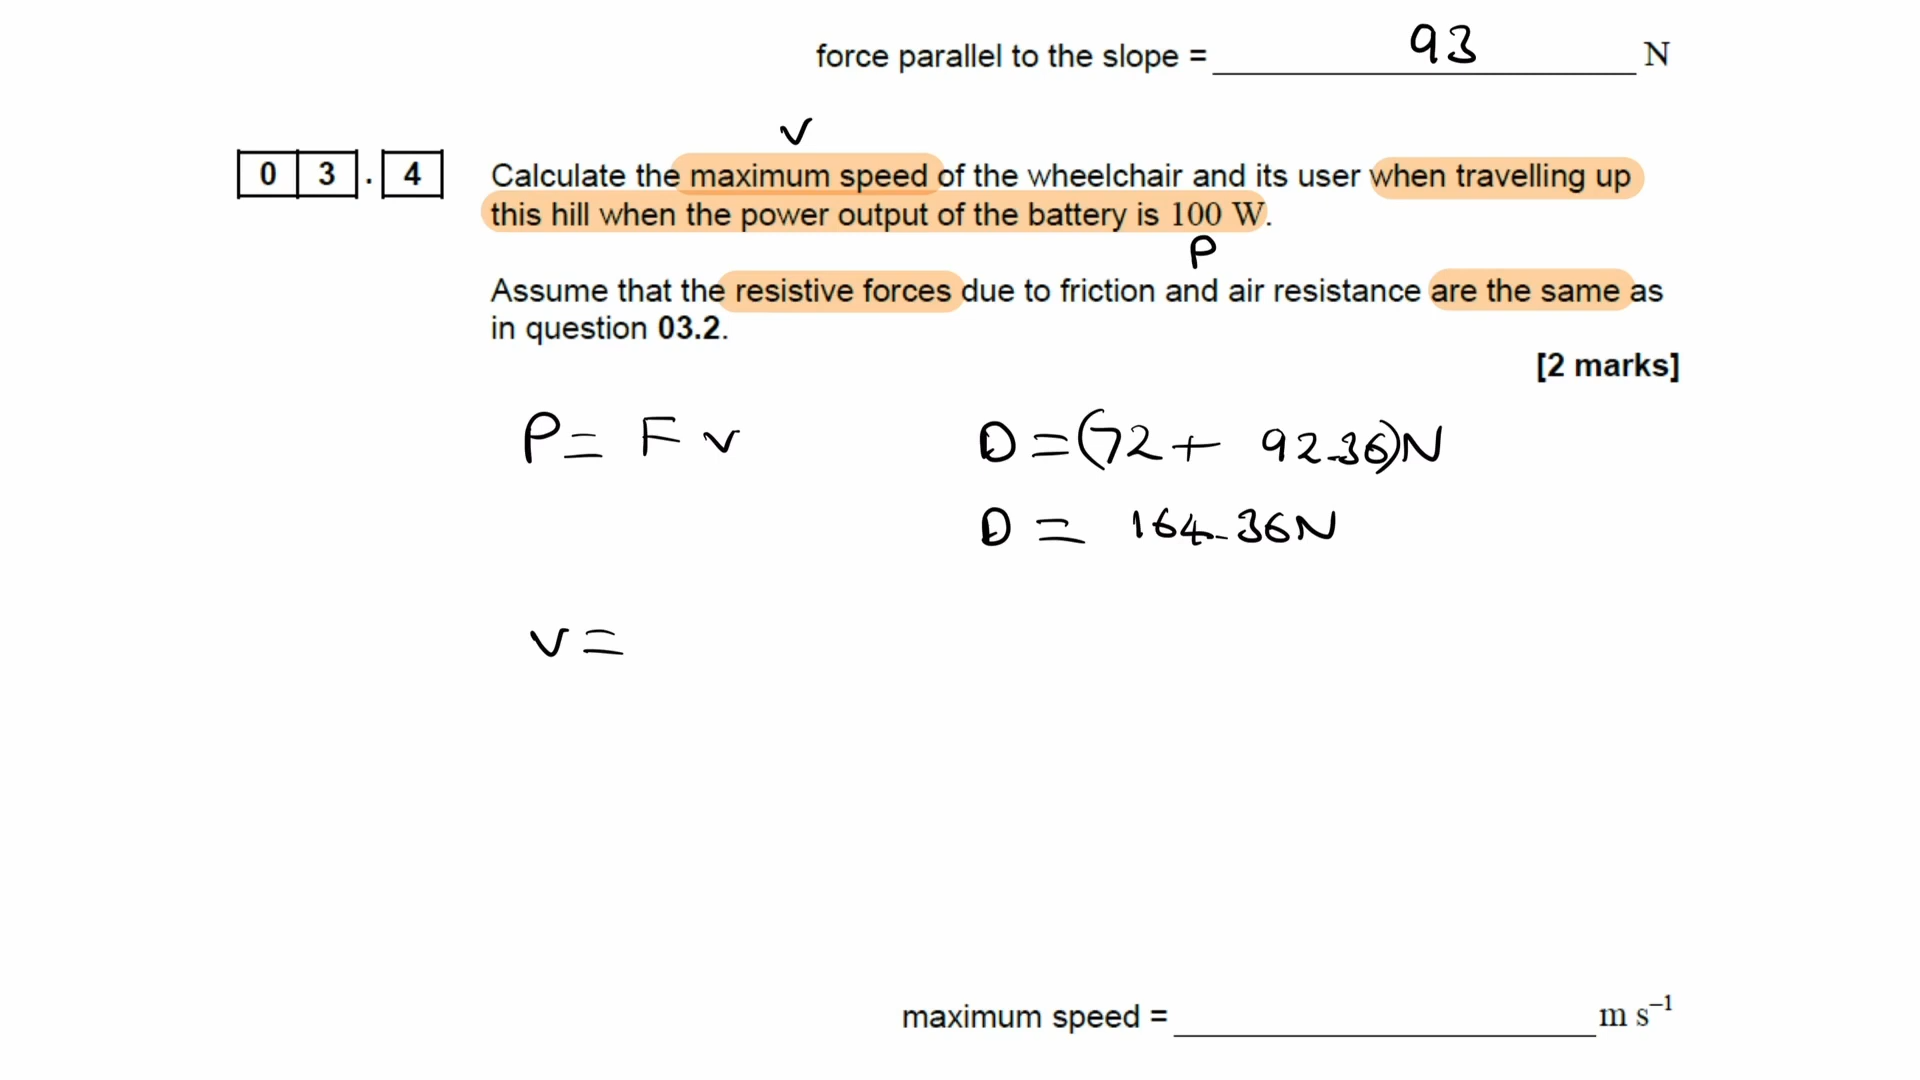 force parallel to the slope = 93 N
v
0 3 . 4 Calculate the maximum speed of the wheelchair and its user when travelling up
this hill when the power output of the battery is 100 W.
P
Assume that the resistive forces due to friction and air resistance are the same as
in question 03.2.
[2 marks]
P = F v D = (72 + 92.36)N
D = 164.36N
v =
maximum speed = m s⁻¹